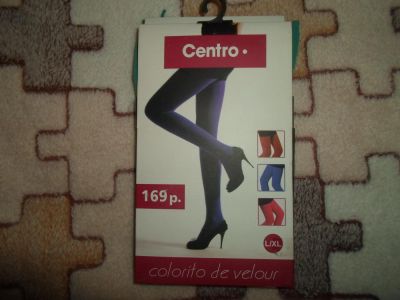 Centro •
169 р.
L/XL
colorito de velour